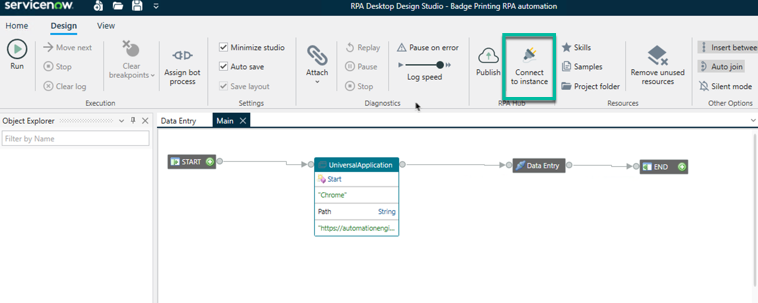 servicenow.
RPA Desktop Design Studio - Badge Printing RPA automation
Home Design View
Run
Move next
Stop
Clear log
Clear
breakpoints
Execution
Assign bot
process
Minimize studio
Auto save
Save layout
Settings
Attach
Replay
Pause
Stop
Pause on error
Log speed
Diagnostics
Publish
Connect
to instance
RPA Hub
Skills
Samples
Project folder
Remove unused
resources
Resources
Insert betwee
Auto join
Silent mode
Other Options
Object Explorer
Filter by Name
Data Entry Main
START
UniversalApplication
Start
"Chrome"
Path String
"https://automationengi...
Data Entry
END